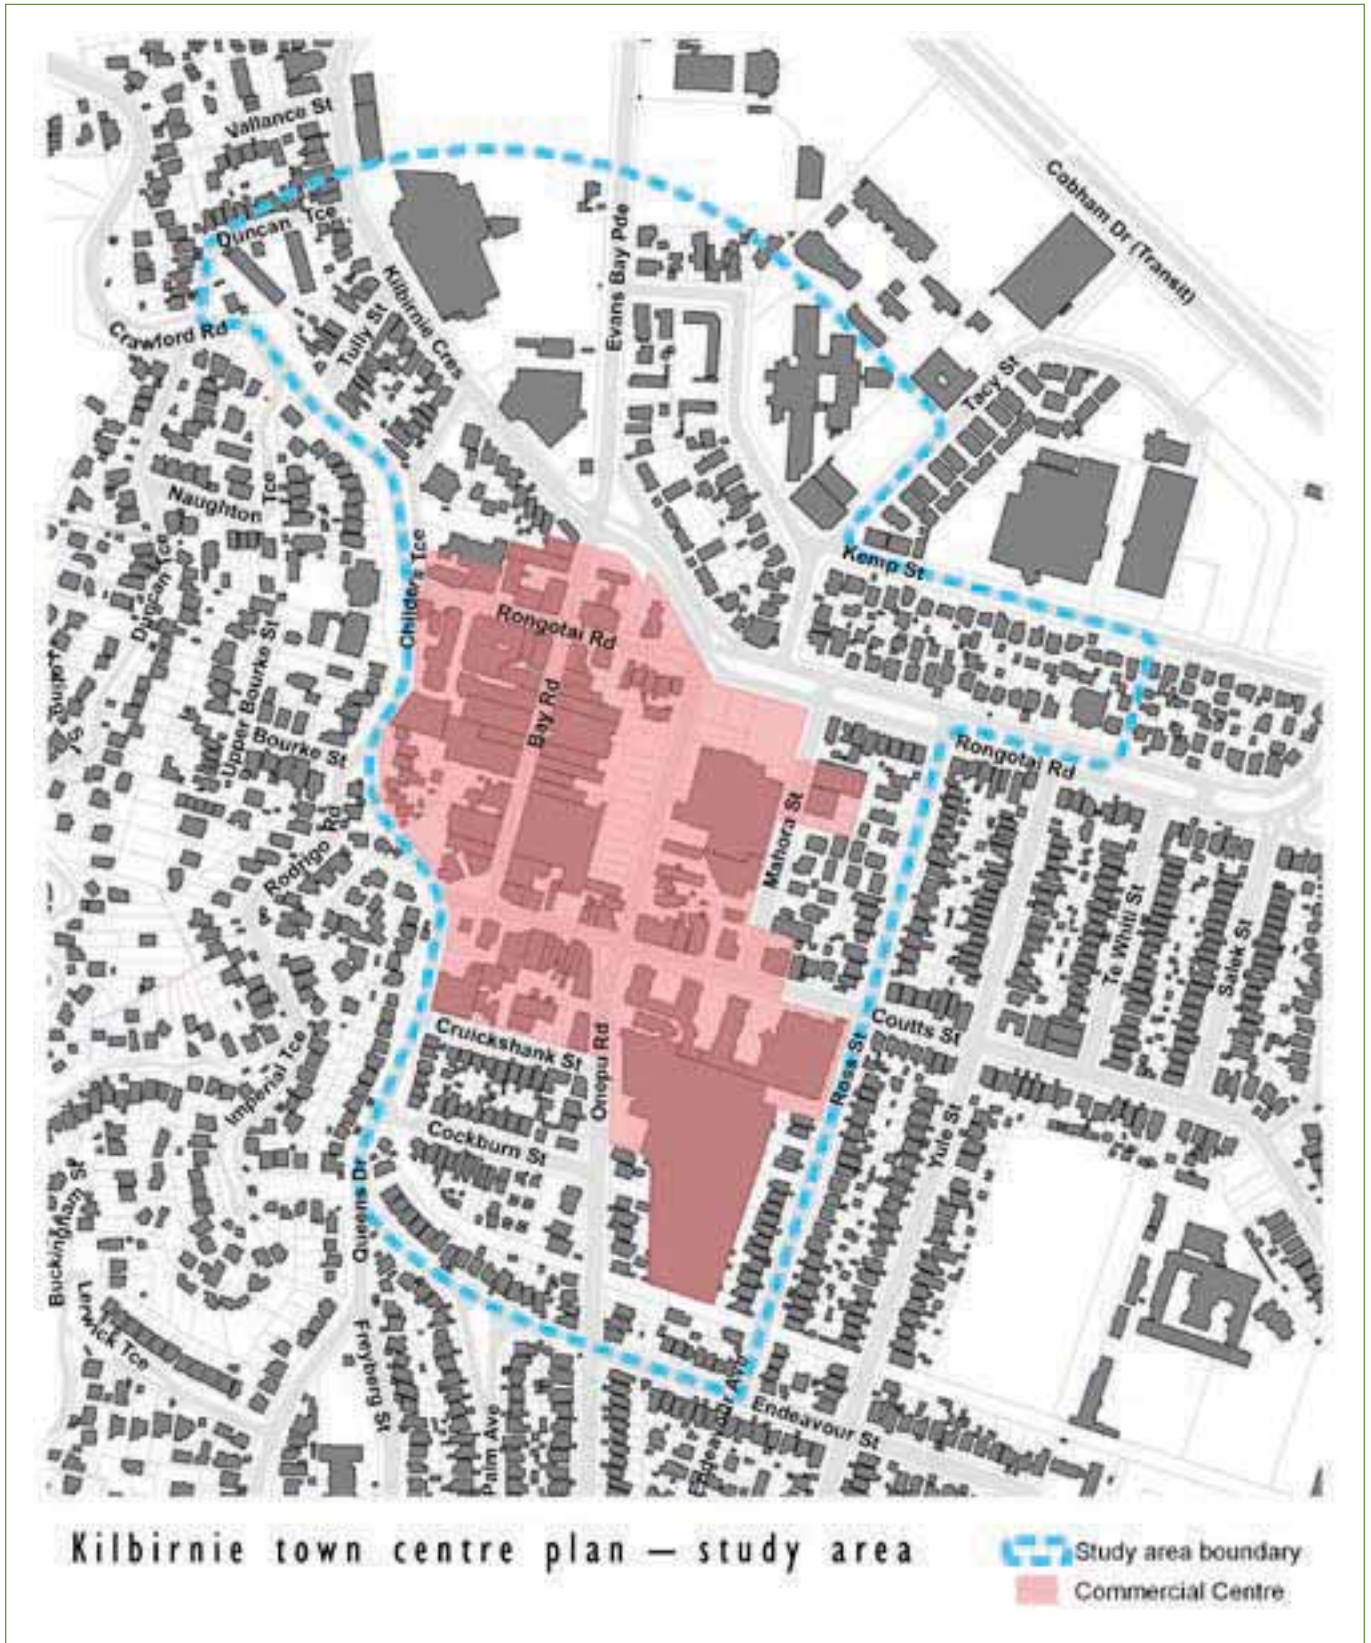 Vallance St
Cobham Dr (Transit)
Duncan Tce
Evans Bay Pde
Kilbirnie Cres
Crawford Rd
Tully St
Tacy St
Naughton Tce
Kemp St
Duncan Tce
Childers Tce
Rongotai Rd
Upper Bourke St
Bay Rd
Bourke St
Rongotai Rd
Mahora St
Rodrigo Rd
Te Whiti St
Salek St
Coutts St
Cruickshank St
Onepu Rd
Ross St
Imperial Tce
Cockburn St
Yule St
Queens Dr
Buckingham St
Lerwick Tce
Freyberg St
Palm Ave
Endeavour St
Kilbirnie town centre plan – study area
Study area boundary
Commercial Centre